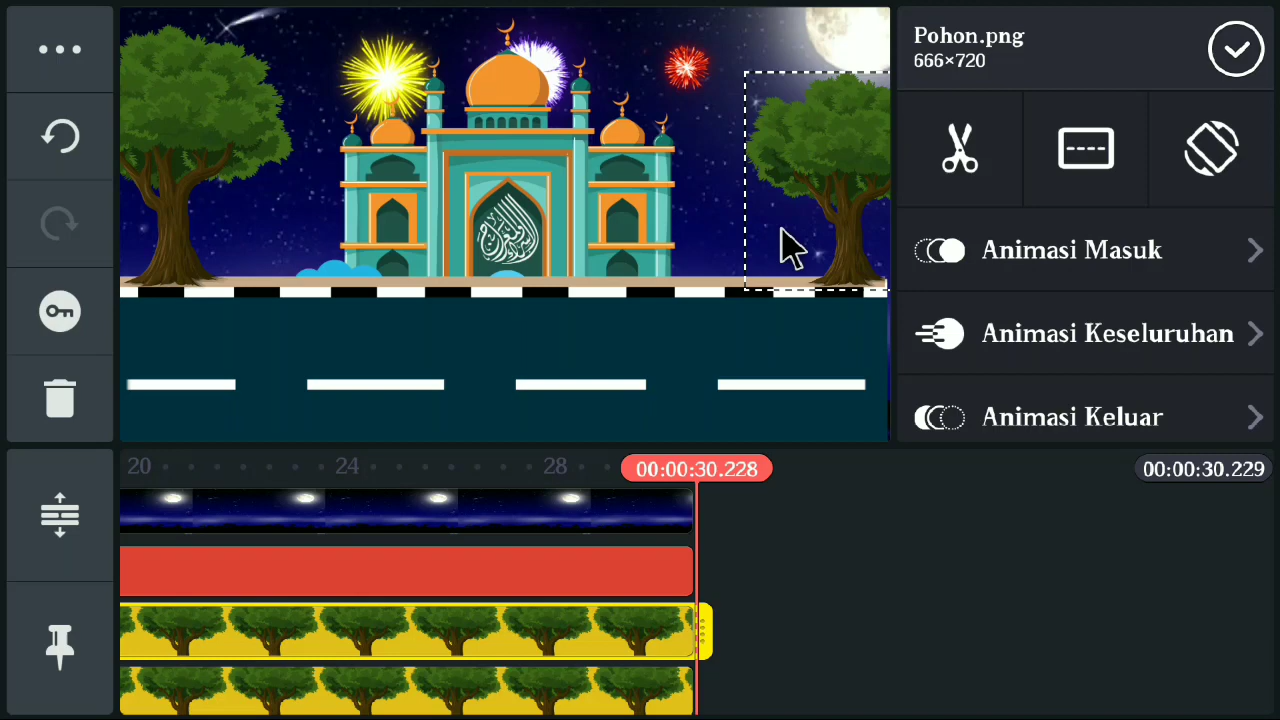 Pohon.png
666×720
Animasi Masuk
Animasi Keseluruhan
Animasi Keluar
20
24
28
00:00:30.228
00:00:30.229